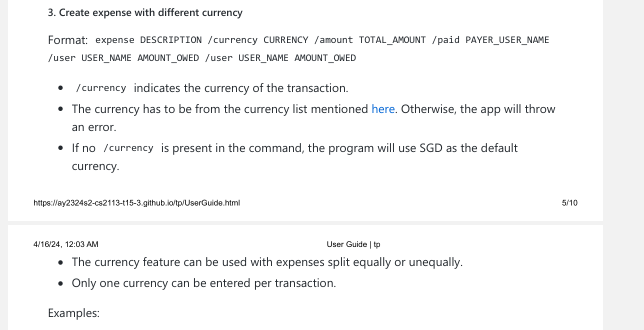 3. Create expense with different currency
Format: expense DESCRIPTION /currency CURRENCY /amount TOTAL_AMOUNT /paid PAYER_USER_NAME
/user USER_NAME AMOUNT_OWED /user USER_NAME AMOUNT_OWED
• /currency indicates the currency of the transaction.
• The currency has to be from the currency list mentioned here. Otherwise, the app will throw
an error.
• If no /currency is present in the command, the program will use SGD as the default
currency.
https://ay2324s2-cs2113-t15-3.github.io/tp/UserGuide.html 5/10
4/16/24, 12:03 AM User Guide | tp
• The currency feature can be used with expenses split equally or unequally.
• Only one currency can be entered per transaction.
Examples: